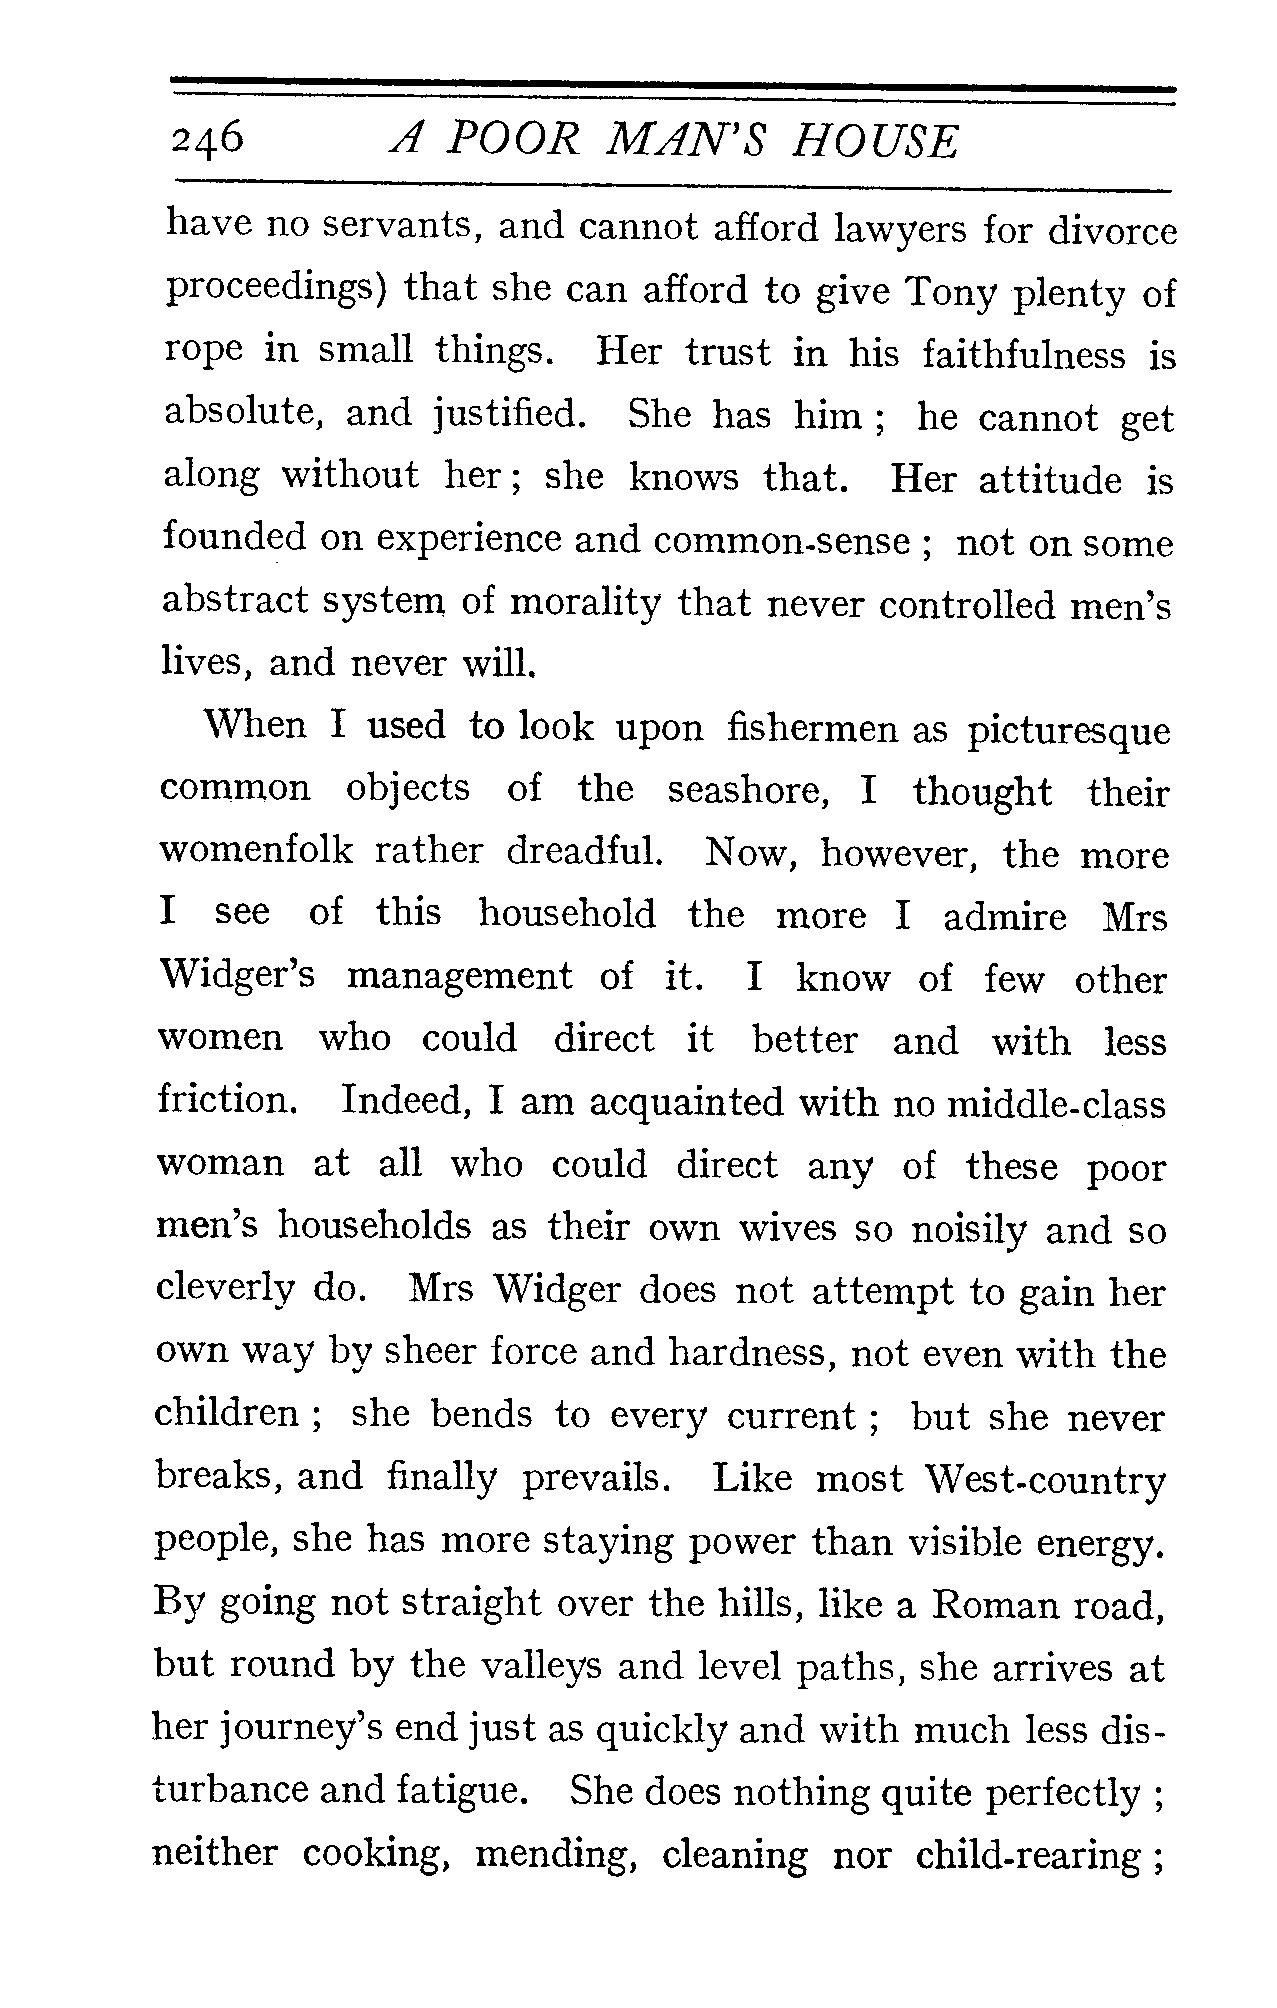 246 A POOR MAN'S HOUSE
have no servants, and cannot afford lawyers for divorce
proceedings) that she can afford to give Tony plenty of
rope in small things. Her trust in his faithfulness is
absolute, and justified. She has him ; he cannot get
along without her ; she knows that. Her attitude is
founded on experience and common-sense ; not on some
abstract system of morality that never controlled men's
lives, and never will.
When I used to look upon fishermen as picturesque
common objects of the seashore, I thought their
womenfolk rather dreadful. Now, however, the more
I see of this household the more I admire Mrs
Widger's management of it. I know of few other
women who could direct it better and with less
friction. Indeed, I am acquainted with no middle-class
woman at all who could direct any of these poor
men's households as their own wives so noisily and so
cleverly do. Mrs Widger does not attempt to gain her
own way by sheer force and hardness, not even with the
children ; she bends to every current ; but she never
breaks, and finally prevails. Like most West-country
people, she has more staying power than visible energy.
By going not straight over the hills, like a Roman road,
but round by the valleys and level paths, she arrives at
her journey's end just as quickly and with much less dis-
turbance and fatigue. She does nothing quite perfectly ;
neither cooking, mending, cleaning nor child-rearing ;